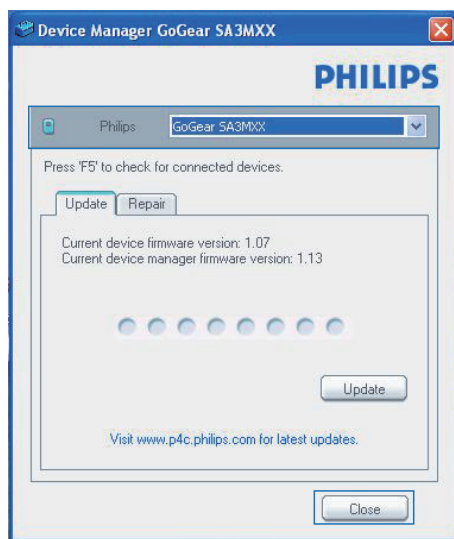 Device Manager GoGear SA3MXX
PHILIPS
Philips GoGear SA3MXX
Press 'F5' to check for connected devices.
Update Repair
Current device firmware version: 1.07
Current device manager firmware version: 1.13
Update
Visit www.p4c.philips.com for latest updates.
Close